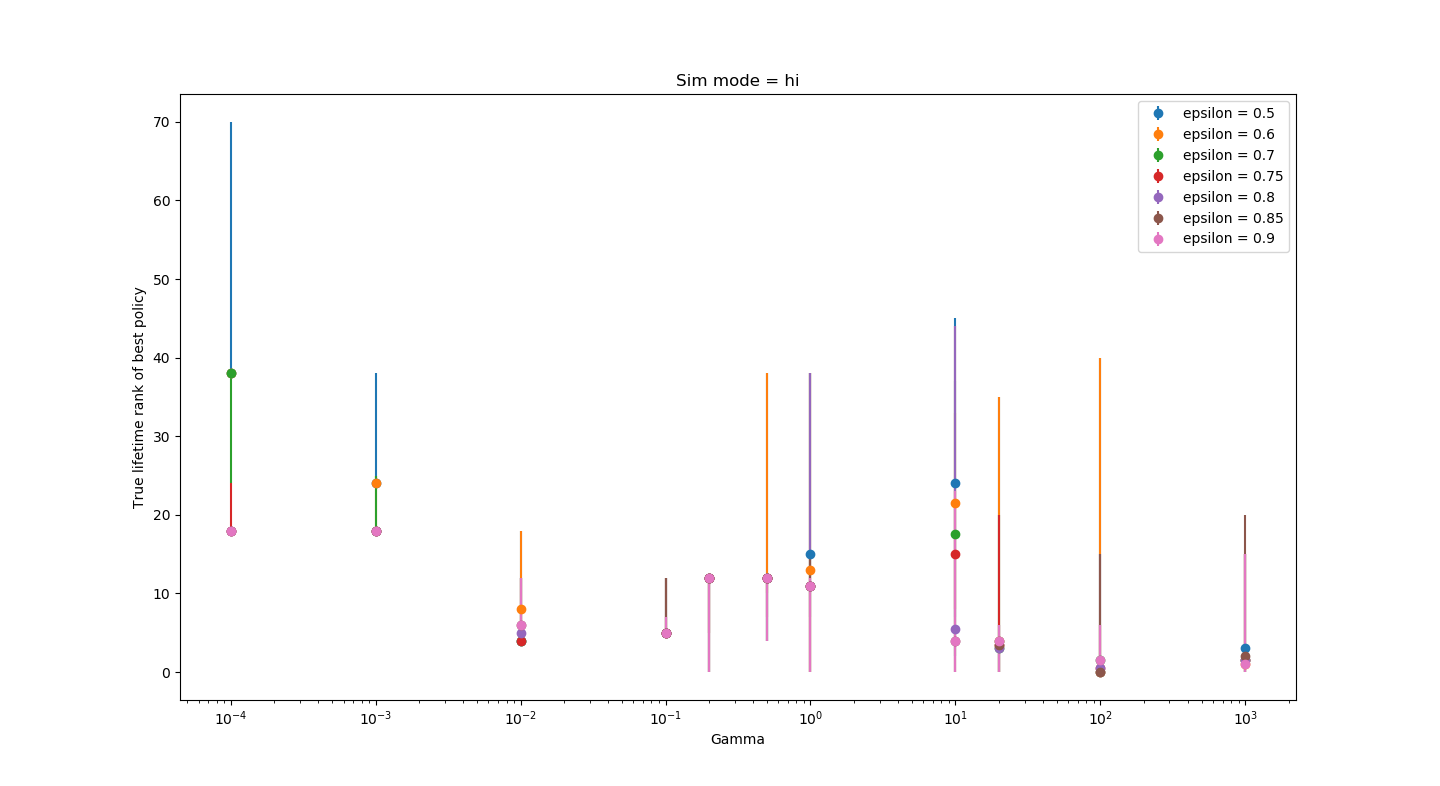 Sim mode = hi
True lifetime rank of best policy
70
60
50
40
30
20
10
0
10⁻⁴
10⁻³
10⁻²
10⁻¹
10⁰
10¹
10²
10³
Gamma
epsilon = 0.5
epsilon = 0.6
epsilon = 0.7
epsilon = 0.75
epsilon = 0.8
epsilon = 0.85
epsilon = 0.9